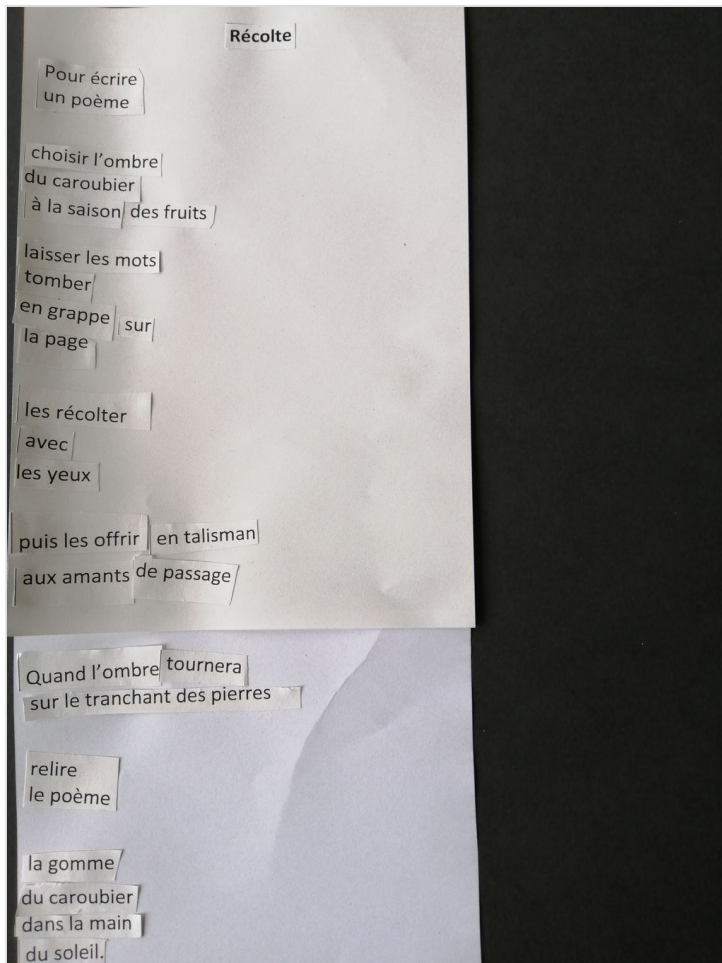 Récolte
Pour écrire
un poème
choisir l’ombre
du caroubier
à la saison des fruits
laisser les mots
tomber
en grappe sur
la page
les récolter
avec
les yeux
puis les offrir en talisman
aux amants de passage
Quand l’ombre tournera
sur le tranchant des pierres
relire
le poème
la gomme
du caroubier
dans la main
du soleil.